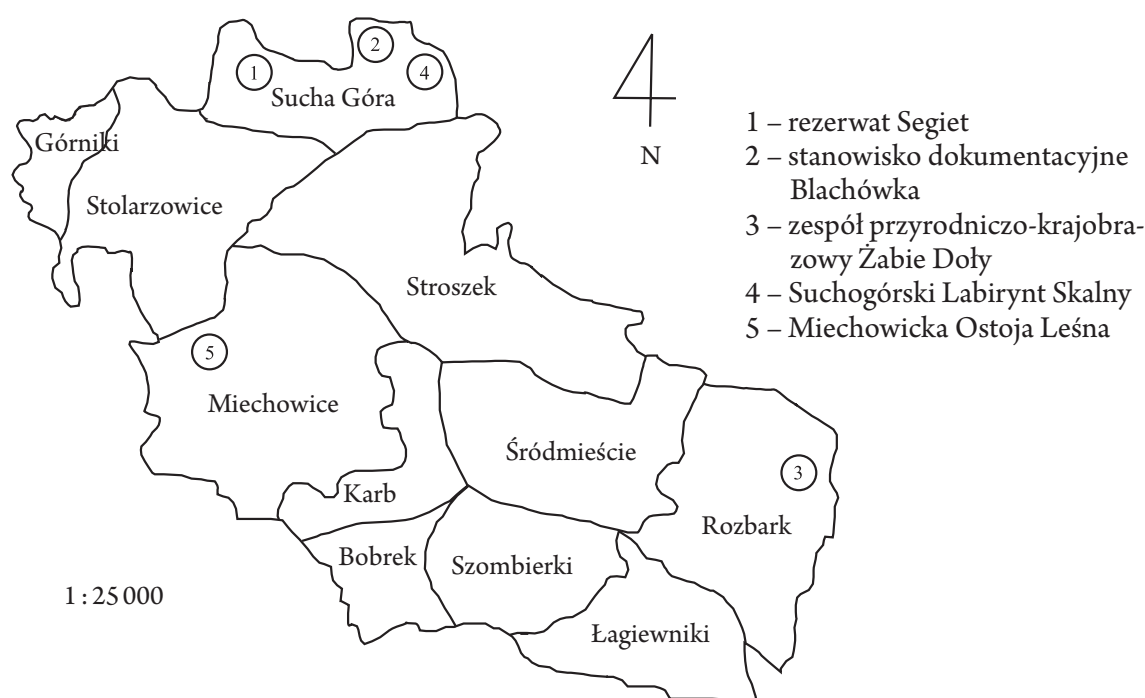 1
2
4
Sucha Góra
Górniki
Stolarzowice
N
1 – rezerwat Segiet
2 – stanowisko dokumentacyjne
Blachówka
3 – zespół przyrodniczo-krajobra-
zowy Żabie Doły
4 – Suchogórski Labirynt Skalny
5 – Miechowicka Ostoja Leśna
Stroszek
5
Miechowice
Śródmieście
3
Karb
Rozbark
Bobrek
Szombierki
1 : 25 000
Łagiewniki